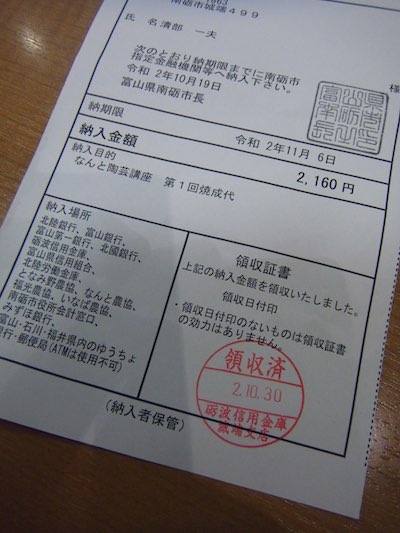 南砺市城端499
氏 名 清部 一夫
様
次のとおり納期限までに南砺市
指定金融機関等へ納入下さい。
令和 2年10月19日
富山県南砺市長
納期限
令和 2年11月 6日
納入金額
2,160 円
納入目的
なんと陶芸講座 第1回焼成代
納入場所
北陸銀行、富山銀行、
富山第一銀行、北國銀行、
砺波信用金庫、
富山県信用組合、
北陸労働金庫、
となみ野農協、なんと農協、
福光農協、いなば農協、
南砺市役所会計窓口、
みずほ銀行、
富山・石川・福井県内のゆうちょ
銀行・郵便局(ATMは使用不可)
領収証書
上記の納入金額を領収いたしました。
領収日付印
・領収日付印のないものは領収証書
の効力はありません。
領収済
2.10.30
砺波信用金庫
城端支店
(納入者保管)